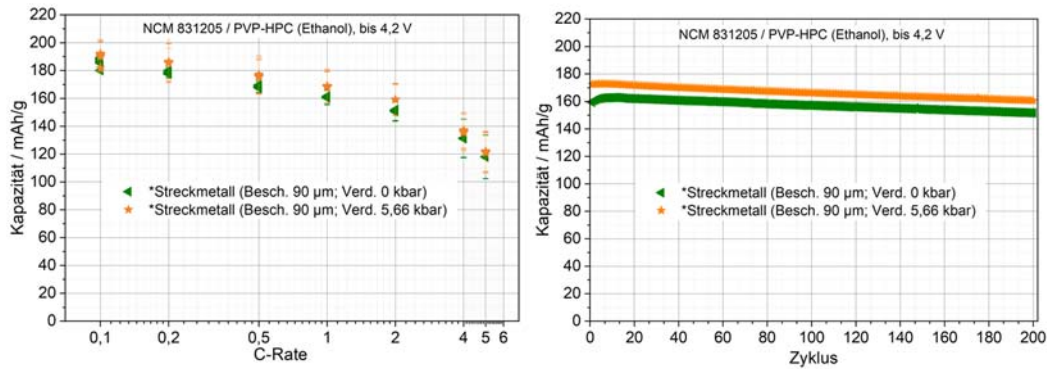 NCM 831205 / PVP-HPC (Ethanol), bis 4,2 V
220
200
180
160
140
120
100
80
60
40
20
0
Kapazität / mAh/g
*Streckmetall (Besch. 90 µm; Verd. 0 kbar)
*Streckmetall (Besch. 90 µm; Verd. 5,66 kbar)
0,1 0,2 0,5 1 2 4 5 6
C-Rate
NCM 831205 / PVP-HPC (Ethanol), bis 4,2 V
220
200
180
160
140
120
100
80
60
40
20
0
Kapazität / mAh/g
*Streckmetall (Besch. 90 µm; Verd. 0 kbar)
*Streckmetall (Besch. 90 µm; Verd. 5,66 kbar)
0 20 40 60 80 100 120 140 160 180 200
Zyklus